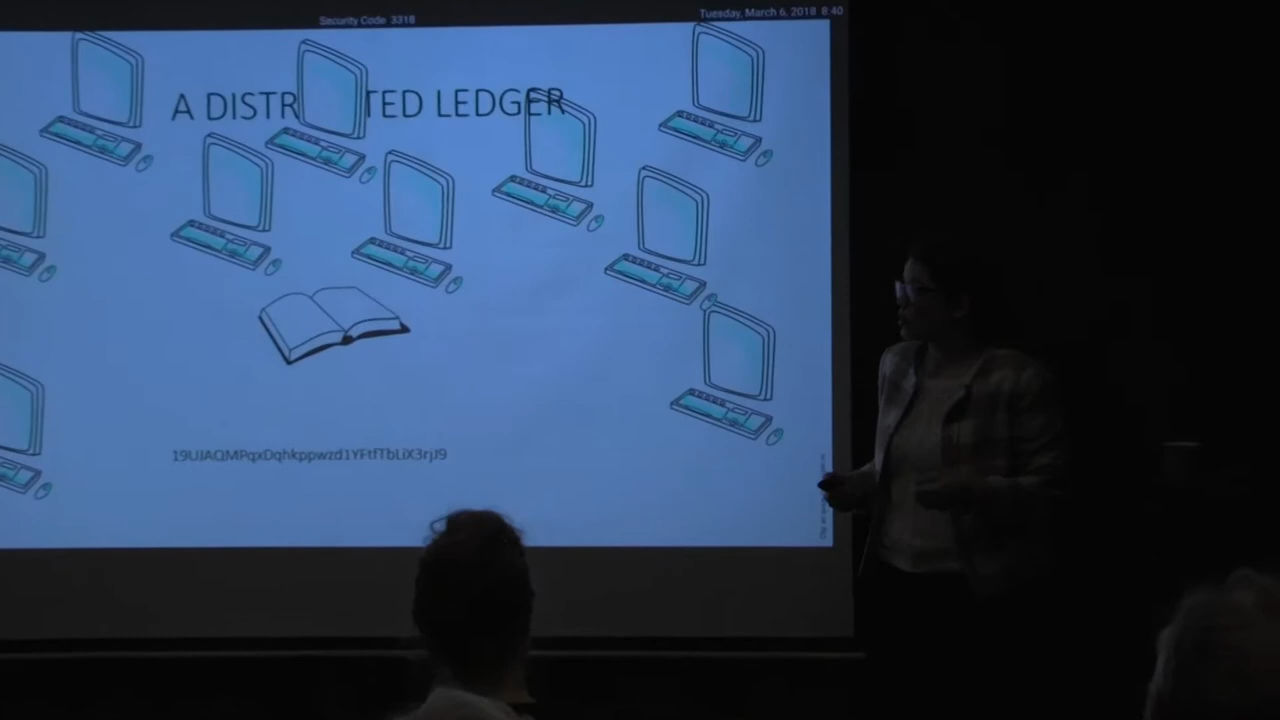 Security Code 3318
Tuesday, March 6, 2018 8:40
A DISTR TED LEDGER
19UJAQMPqxDqhkppwzd1YFtfTbLiX3rjJ9